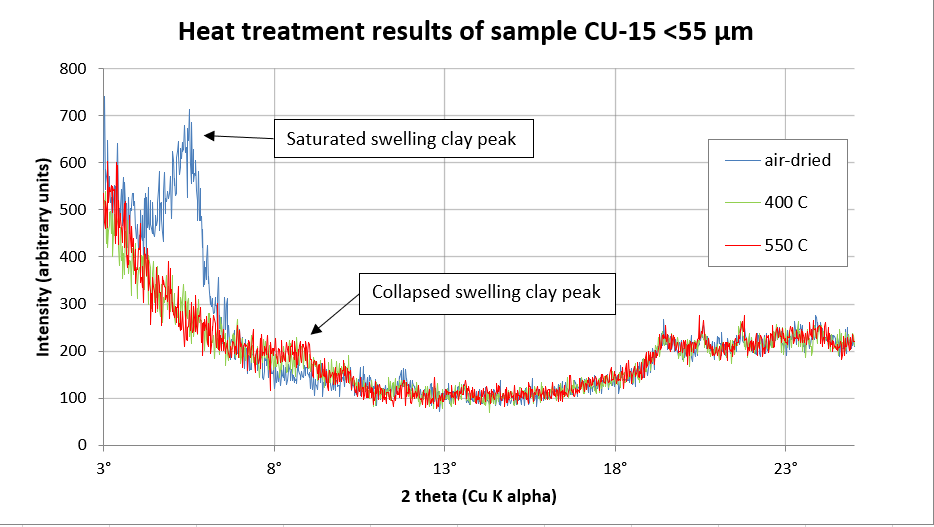 Heat treatment results of sample CU-15 <55 µm
800
700
600
500
400
300
200
100
0
Intensity (arbitrary units)
Saturated swelling clay peak
Collapsed swelling clay peak
air-dried
400 C
550 C
3° 8° 13° 18° 23°
2 theta (Cu K alpha)